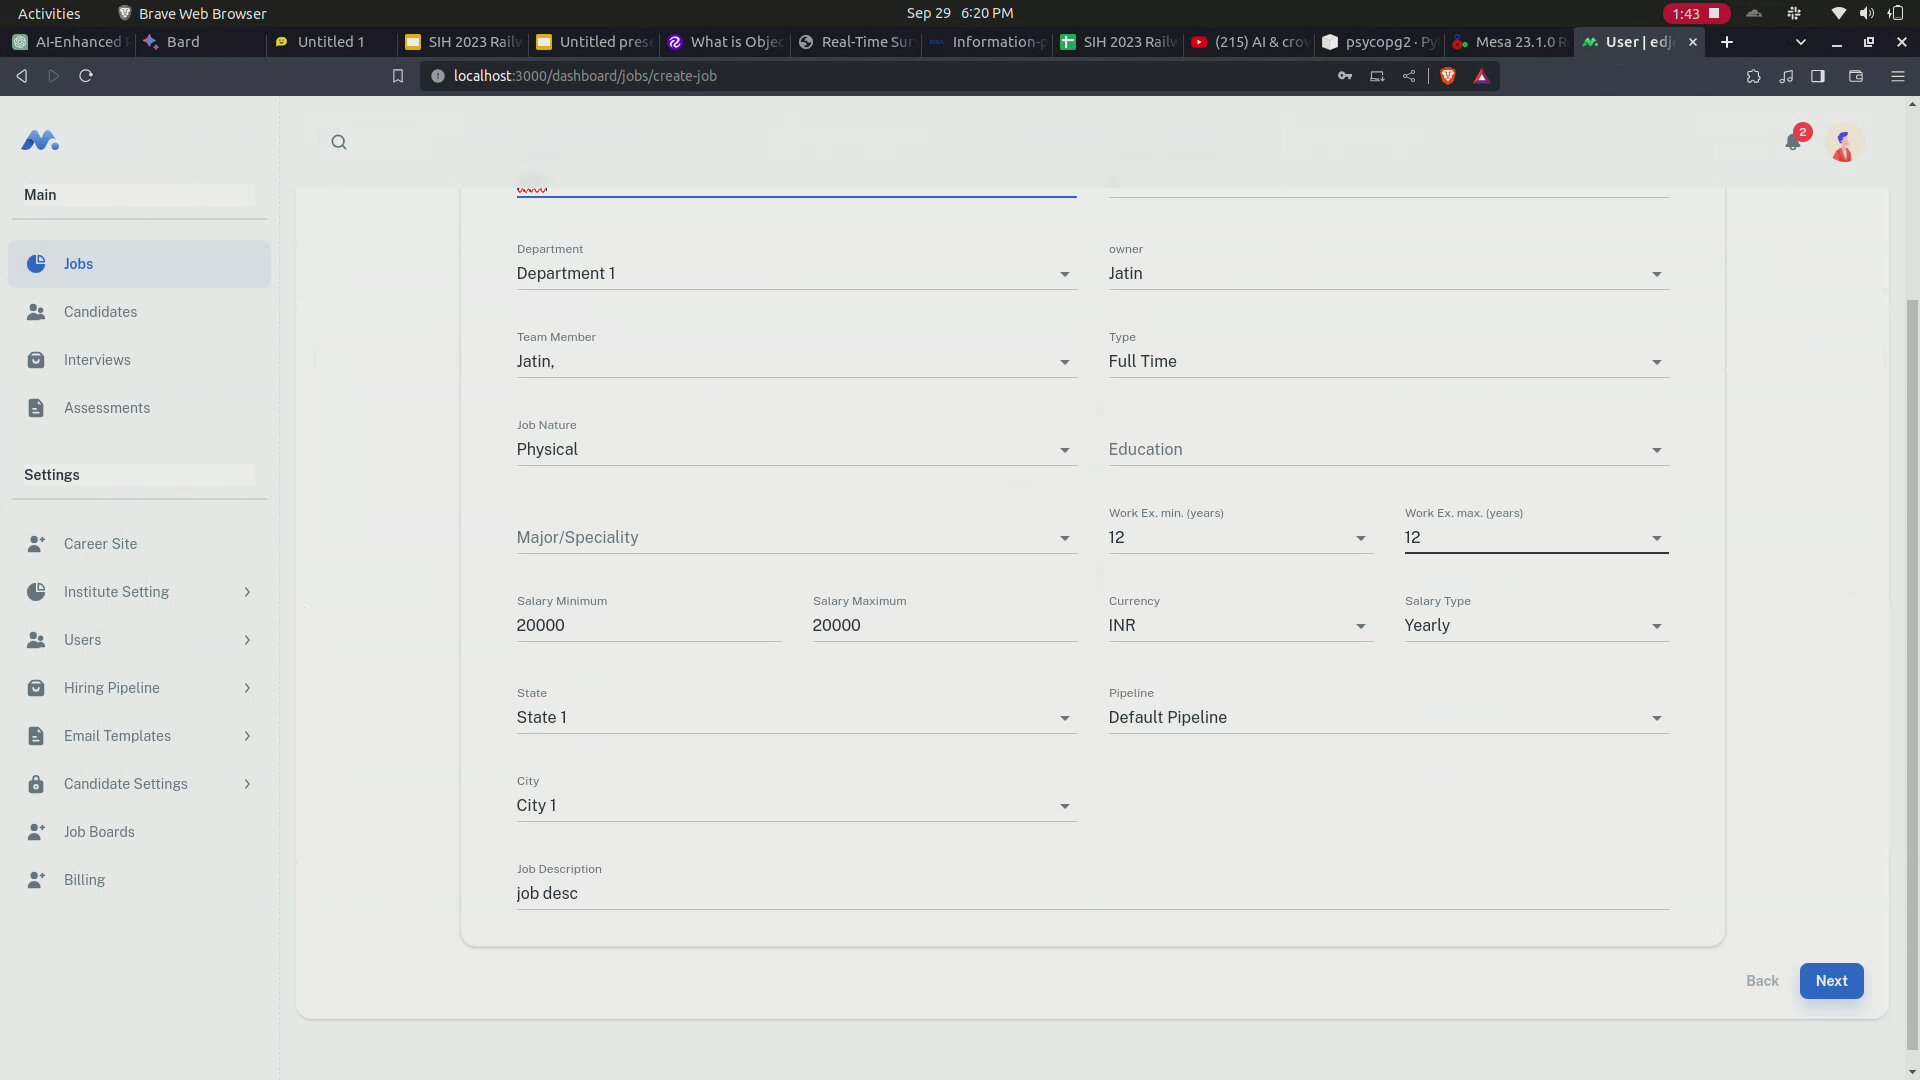 Activities
Brave Web Browser
Sep 29 6:20 PM
1:43
AI-Enhanced
Bard
Untitled 1
SIH 2023 Railw
Untitled prese
What is Objec
Real-Time Sur
Information-p
SIH 2023 Railw
(215) AI & crov
psycopg2 · Py
Mesa 23.1.0 R
User | edjo
localhost:3000/dashboard/jobs/create-job
2
Main
Jobs
Candidates
Interviews
Assessments
Settings
Career Site
Institute Setting
Users
Hiring Pipeline
Email Templates
Candidate Settings
Job Boards
Billing
Department
Department 1
owner
Jatin
Team Member
Jatin,
Type
Full Time
Job Nature
Physical
Education
Major/Speciality
Work Ex. min. (years)
12
Work Ex. max. (years)
12
Salary Minimum
20000
Salary Maximum
20000
Currency
INR
Salary Type
Yearly
State
State 1
Pipeline
Default Pipeline
City
City 1
Job Description
job desc
Back
Next